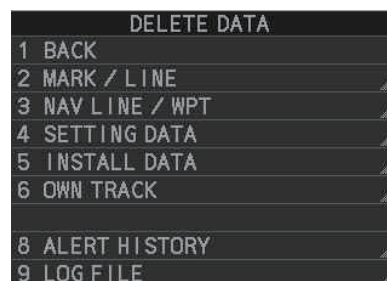 DELETE DATA
1 BACK
2 MARK / LINE
3 NAV LINE / WPT
4 SETTING DATA
5 INSTALL DATA
6 OWN TRACK
8 ALERT HISTORY
9 LOG FILE